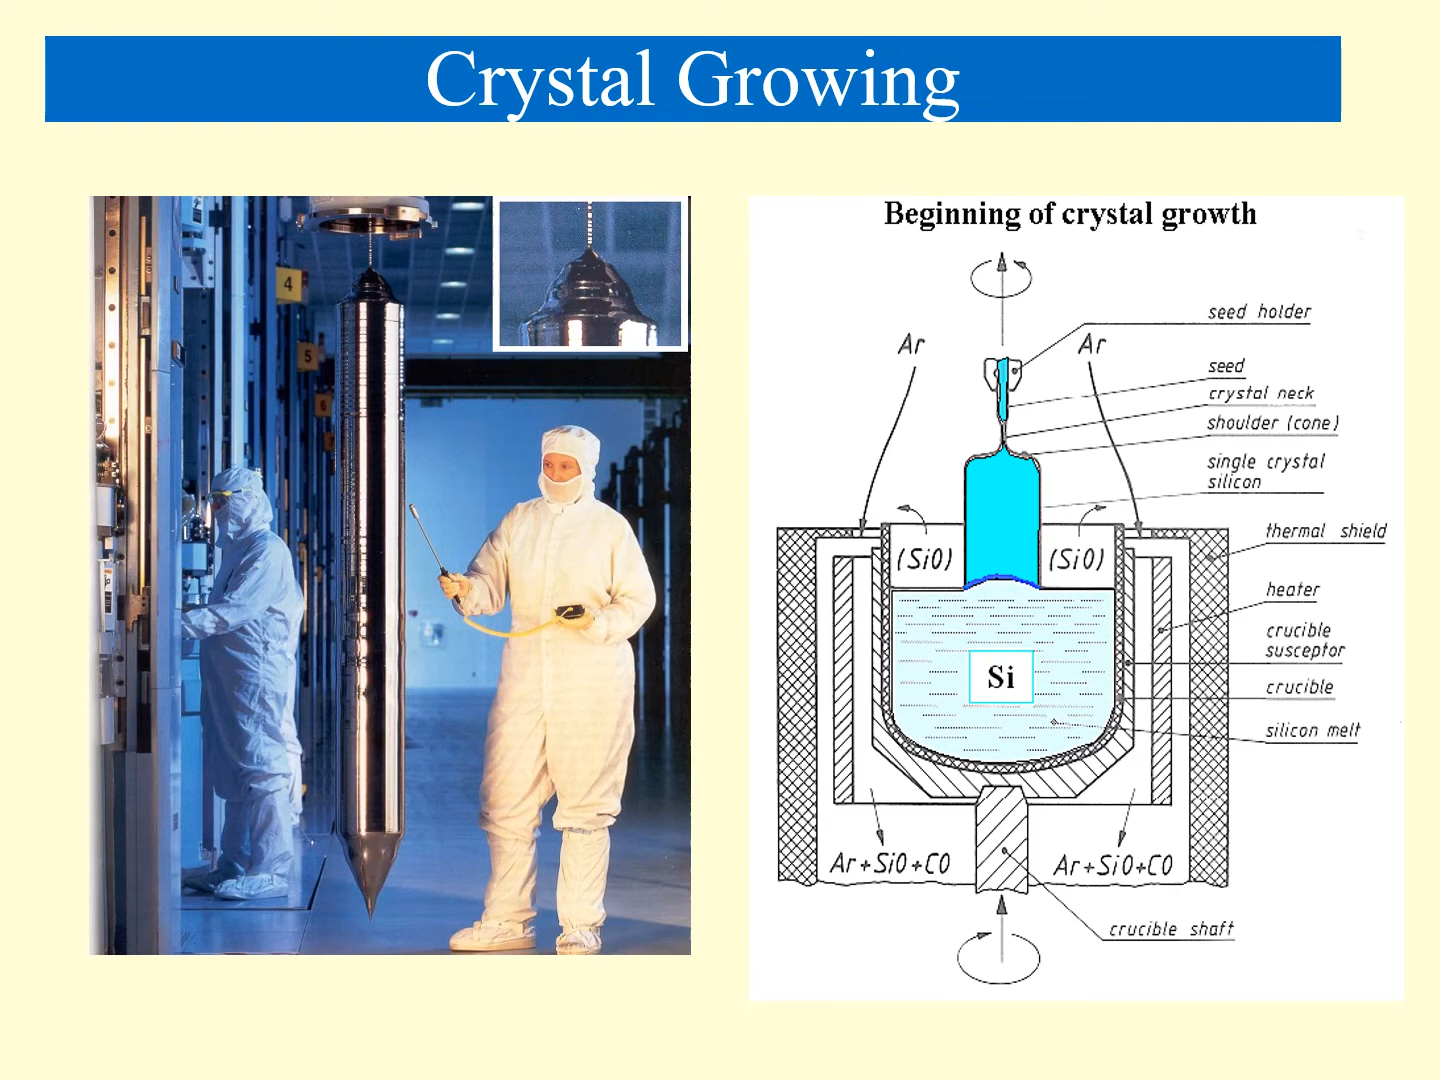 Crystal Growing
4
5
6
Beginning of crystal growth
seed holder
Ar
Ar
seed
crystal neck
shoulder (cone)
single crystal
silicon
thermal shield
(SiO)
(SiO)
heater
crucible
susceptor
Si
crucible
silicon melt
Ar+SiO+CO
Ar+SiO+CO
crucible shaft